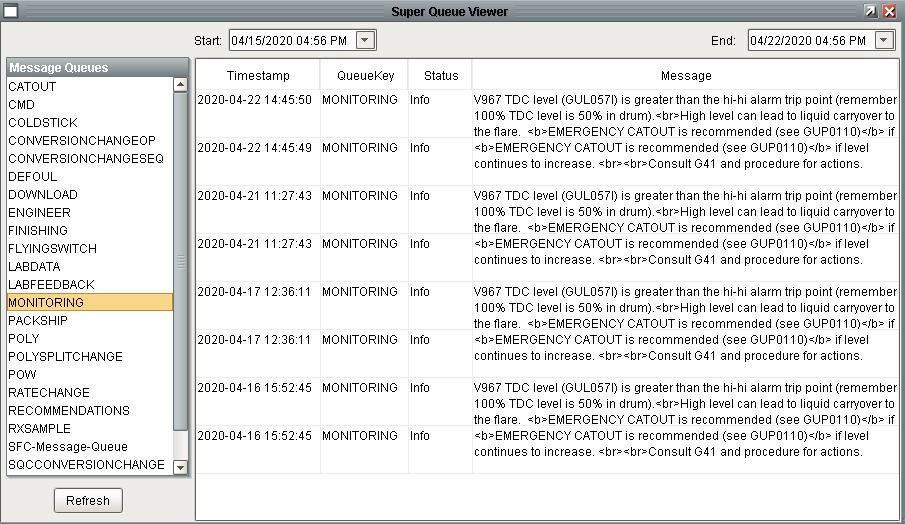 Super Queue Viewer
Start: 04/15/2020 04:56 PM
End: 04/22/2020 04:56 PM
Message Queues
CATOUT
CMD
COLDSTICK
CONVERSIONCHANGEOP
CONVERSIONCHANGESEQ
DEFOUL
DOWNLOAD
ENGINEER
FINISHING
FLYINGSWITCH
LABDATA
LABFEEDBACK
MONITORING
PACKSHIP
POLY
POLYSPLITCHANGE
POW
RATECHANGE
RECOMMENDATIONS
RXSAMPLE
SFC-Message-Queue
SQCCONVERSIONCHANGE
Refresh
Timestamp QueueKey Status Message
2020-04-22 14:45:50 MONITORING Info V967 TDC level (GUL057I) is greater than the hi-hi alarm trip point (remember
100% TDC level is 50% in drum).<br>High level can lead to liquid carryover to
the flare.  <b>EMERGENCY CATOUT is recommended (see GUP0110)</b> if
2020-04-22 14:45:49 MONITORING Info <b>EMERGENCY CATOUT is recommended (see GUP0110)</b> if level
continues to increase. <br><br>Consult G41 and procedure for actions.
2020-04-21 11:27:43 MONITORING Info V967 TDC level (GUL057I) is greater than the hi-hi alarm trip point (remember
100% TDC level is 50% in drum).<br>High level can lead to liquid carryover to
the flare.  <b>EMERGENCY CATOUT is recommended (see GUP0110)</b> if
2020-04-21 11:27:43 MONITORING Info <b>EMERGENCY CATOUT is recommended (see GUP0110)</b> if level
continues to increase. <br><br>Consult G41 and procedure for actions.
2020-04-17 12:36:11 MONITORING Info V967 TDC level (GUL057I) is greater than the hi-hi alarm trip point (remember
100% TDC level is 50% in drum).<br>High level can lead to liquid carryover to
the flare.  <b>EMERGENCY CATOUT is recommended (see GUP0110)</b> if
2020-04-17 12:36:11 MONITORING Info <b>EMERGENCY CATOUT is recommended (see GUP0110)</b> if level
continues to increase. <br><br>Consult G41 and procedure for actions.
2020-04-16 15:52:45 MONITORING Info V967 TDC level (GUL057I) is greater than the hi-hi alarm trip point (remember
100% TDC level is 50% in drum).<br>High level can lead to liquid carryover to
the flare.  <b>EMERGENCY CATOUT is recommended (see GUP0110)</b> if
2020-04-16 15:52:45 MONITORING Info <b>EMERGENCY CATOUT is recommended (see GUP0110)</b> if level
continues to increase. <br><br>Consult G41 and procedure for actions.